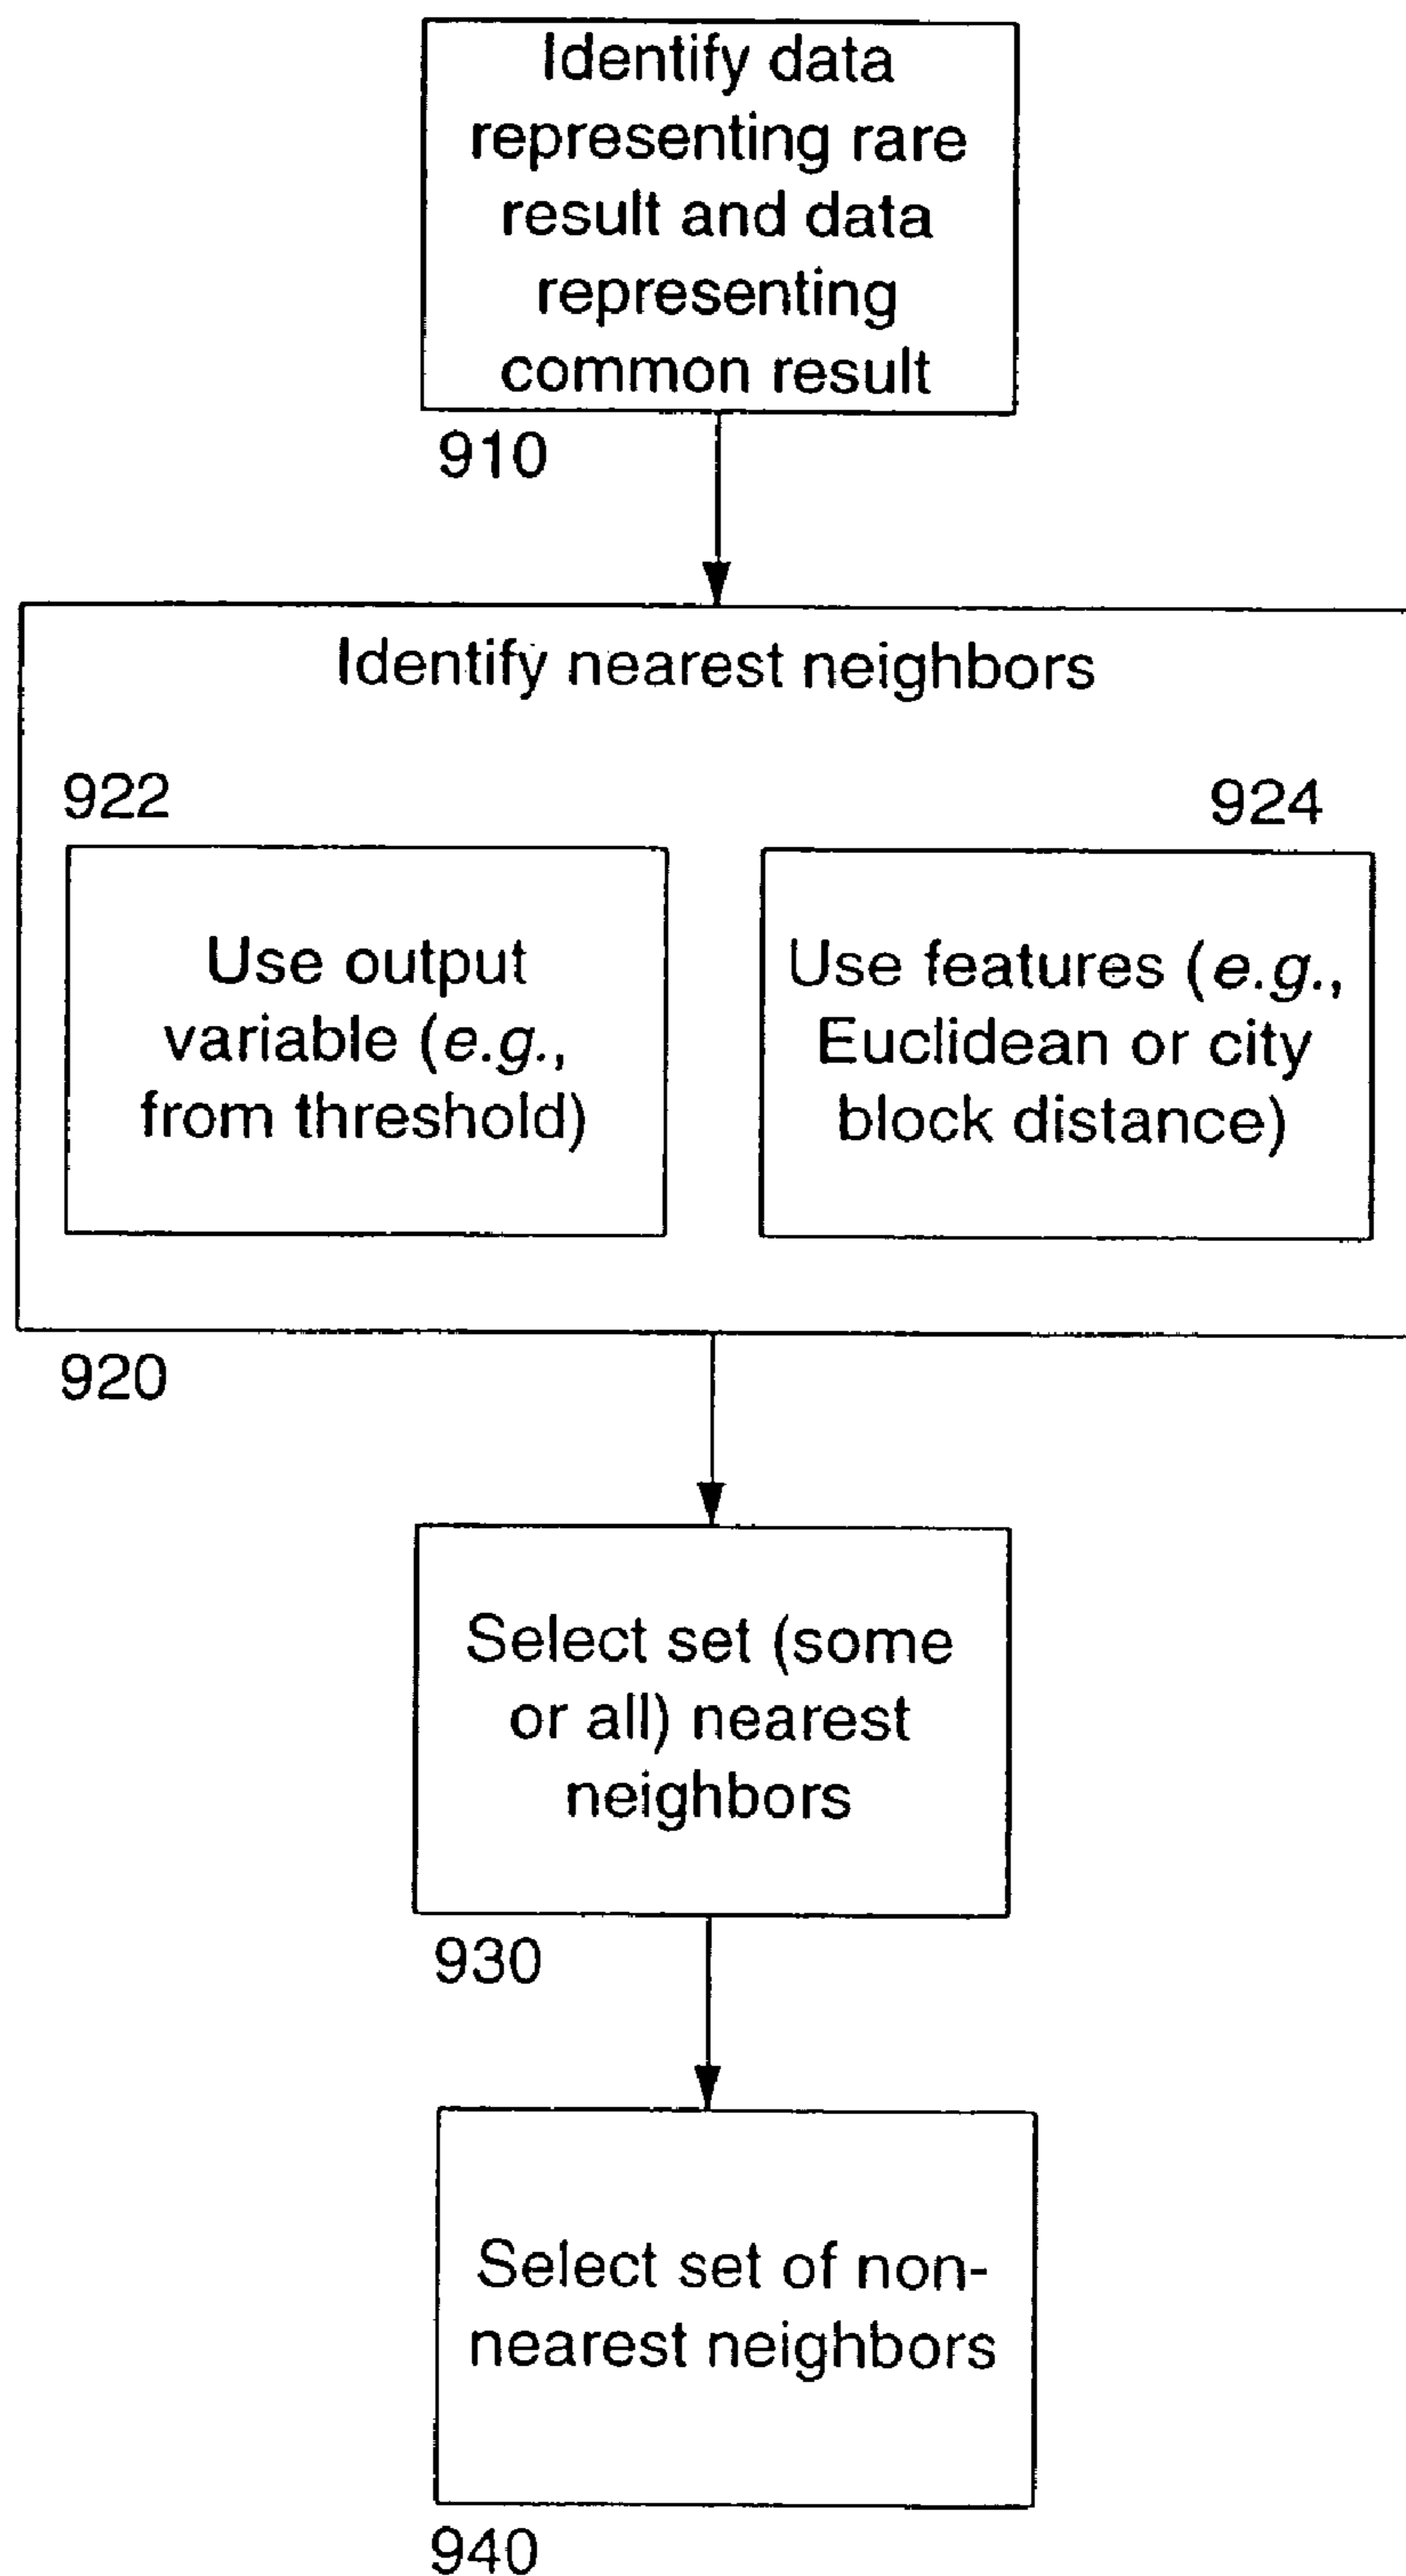 Identify data
representing rare
result and data
representing
common result
910
Identify nearest neighbors
922
924
Use output
variable (e.g.,
from threshold)
Use features (e.g.,
Euclidean or city
block distance)
920
Select set (some
or all) nearest
neighbors
930
Select set of non-
nearest neighbors
940